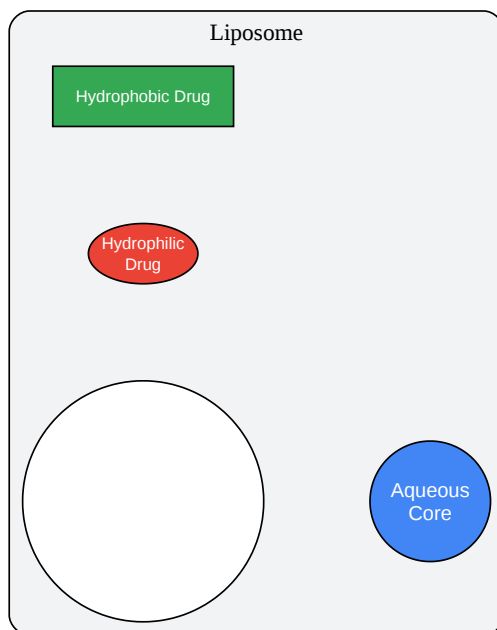 Liposome
Hydrophobic Drug
Hydrophilic
Drug
Aqueous
Core